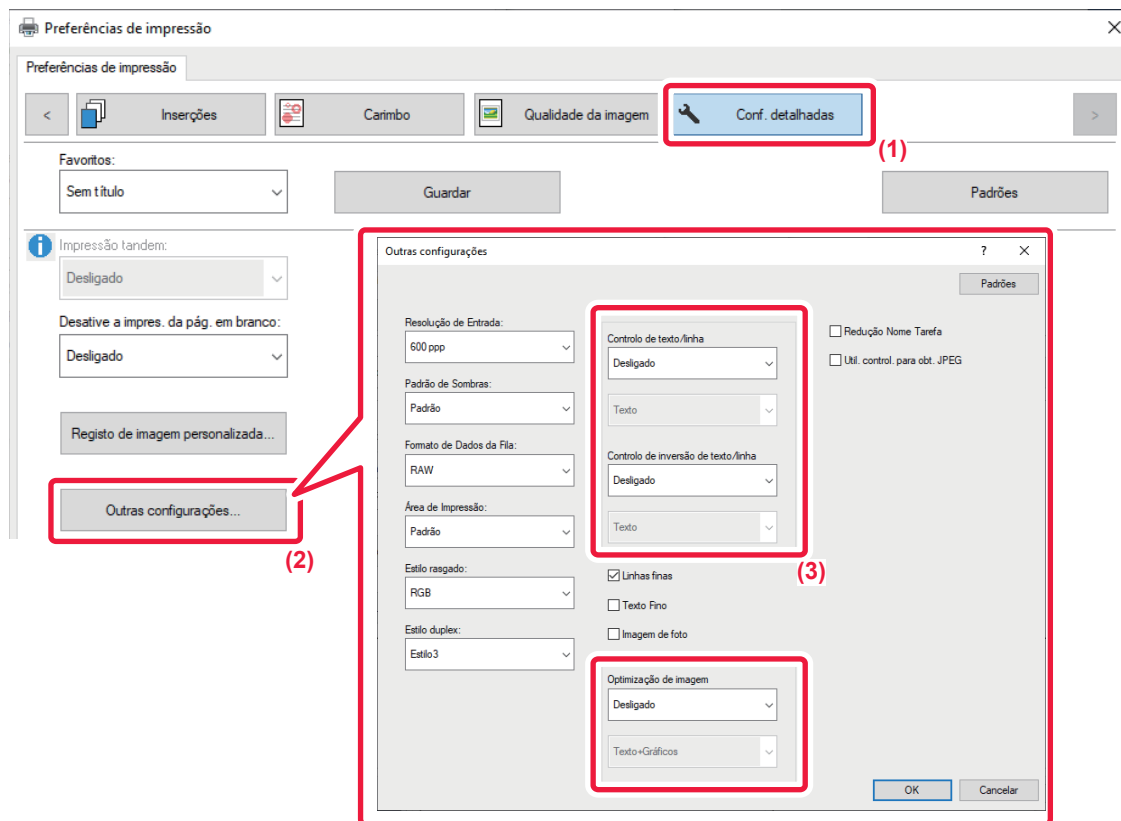 Preferências de impressão
Preferências de impressão
< Inserções Carimbo Qualidade da imagem Conf. detalhadas >
(1)
Favoritos:
Sem título Guardar Padrões
Impressão tandem:
Desligado
Desative a impres. da pág. em branco:
Desligado
Registo de imagem personalizada...
Outras configurações...
(2)
Outras configurações ?
Padrões
Resolução de Entrada:
600 ppp
Padrão de Sombras:
Padrão
Formato de Dados da Fila:
RAW
Área de Impressão:
Padrão
Estilo rasgado:
RGB
Estilo duplex:
Estilo3
Controlo de texto/linha
Desligado
Texto
Controlo de inversão de texto/linha
Desligado
Texto
(3)
Linhas finas
Texto Fino
Imagem de foto
Optimização de imagem
Desligado
Texto+Gráficos
Redução Nome Tarefa
Util. control. para obt. JPEG
OK Cancelar